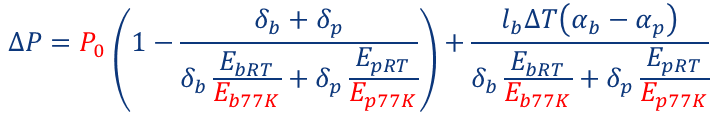 ΔP = P₀ (1 − (δ_b + δ_p) / (δ_b E_bRT/E_b77K + δ_p E_pRT/E_p77K)) + l_b ΔT(α_b − α_p) / (δ_b E_bRT/E_b77K + δ_p E_pRT/E_p77K)